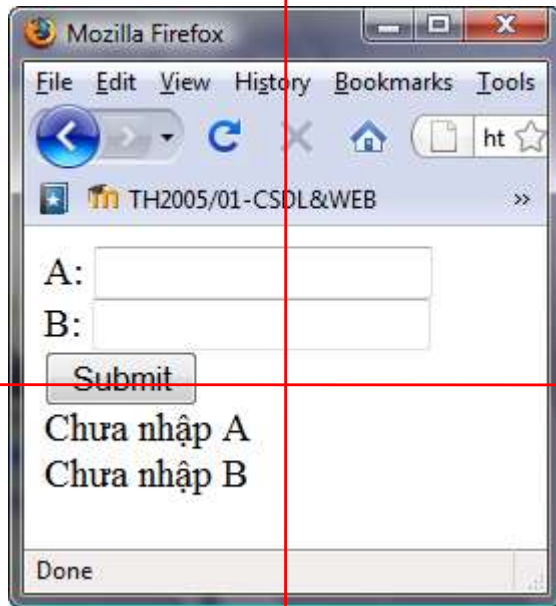 Mozilla Firefox
File Edit View History Bookmarks Tools
ht
TH2005/01-CSDL&WEB »
A:
B:
Submit
Chưa nhập A
Chưa nhập B
Done